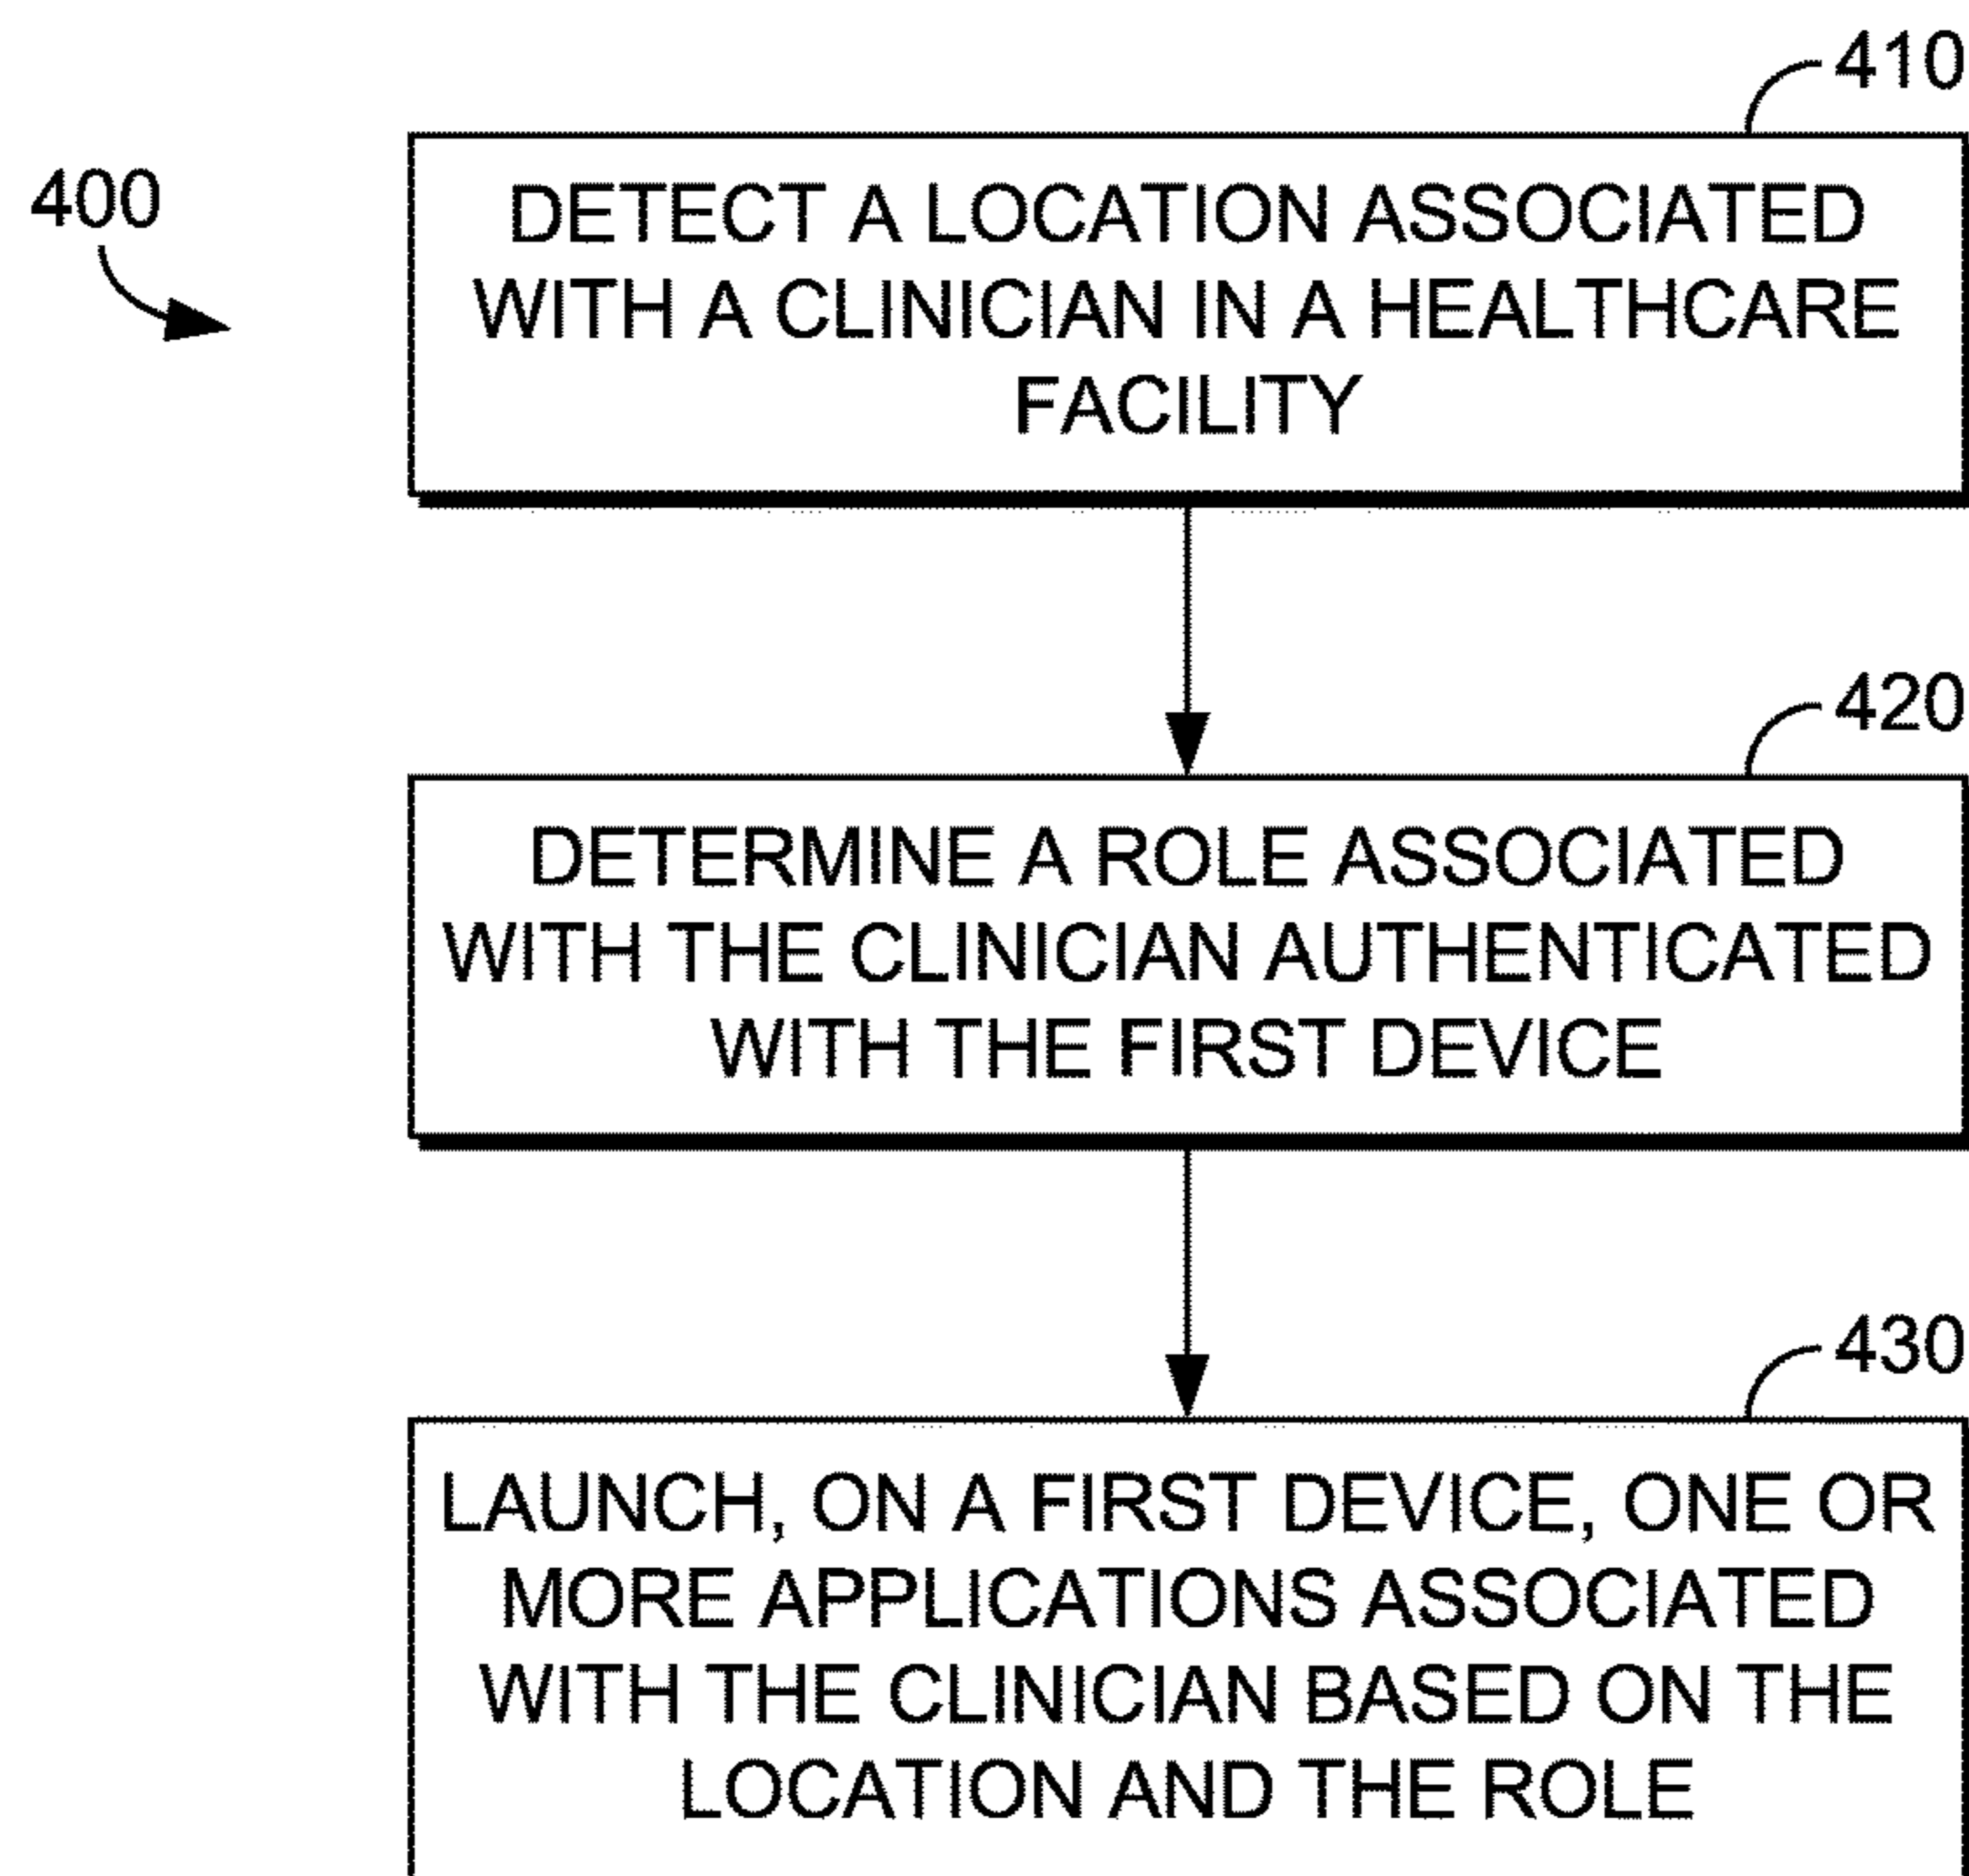 410
400
DETECT A LOCATION ASSOCIATED
WITH A CLINICIAN IN A HEALTHCARE
FACILITY
420
DETERMINE A ROLE ASSOCIATED
WITH THE CLINICIAN AUTHENTICATED
WITH THE FIRST DEVICE
430
LAUNCH, ON A FIRST DEVICE, ONE OR
MORE APPLICATIONS ASSOCIATED
WITH THE CLINICIAN BASED ON THE
LOCATION AND THE ROLE